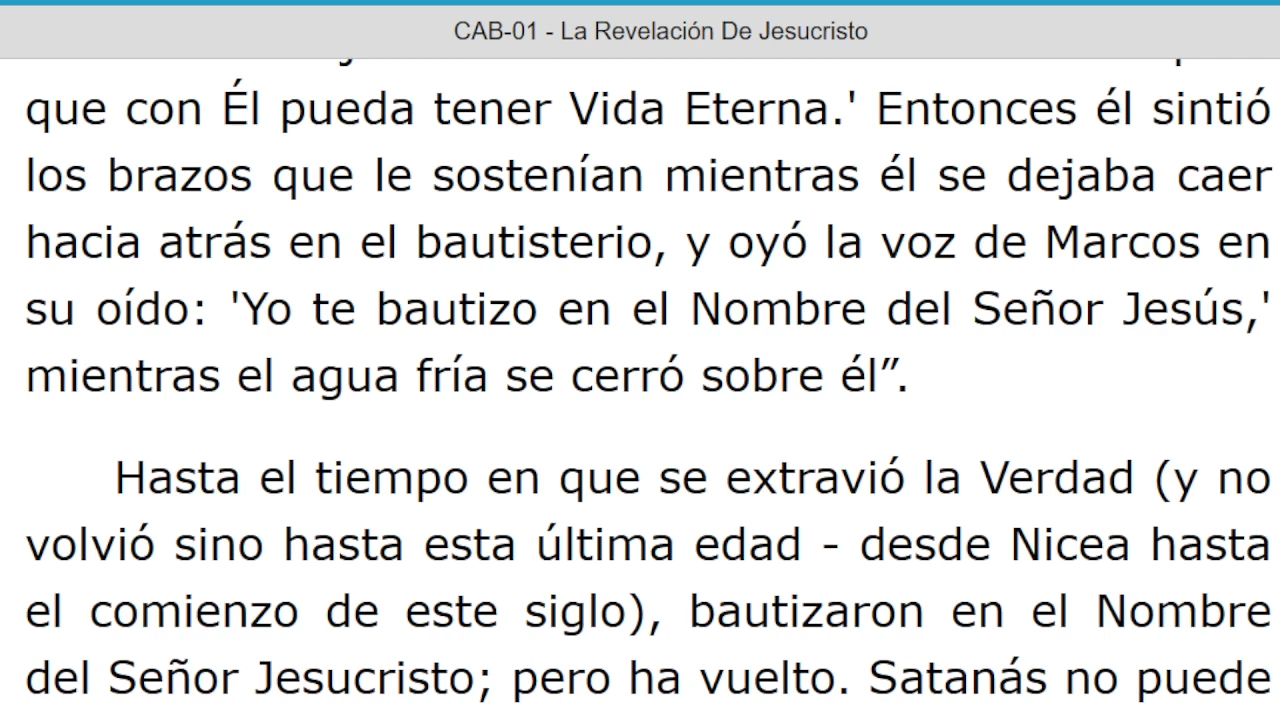 CAB-01 - La Revelación De Jesucristo
que con Él pueda tener Vida Eterna.' Entonces él sintió
los brazos que le sostenían mientras él se dejaba caer
hacia atrás en el bautisterio, y oyó la voz de Marcos en
su oído: 'Yo te bautizo en el Nombre del Señor Jesús,'
mientras el agua fría se cerró sobre él”.
Hasta el tiempo en que se extravió la Verdad (y no
volvió sino hasta esta última edad - desde Nicea hasta
el comienzo de este siglo), bautizaron en el Nombre
del Señor Jesucristo; pero ha vuelto. Satanás no puede